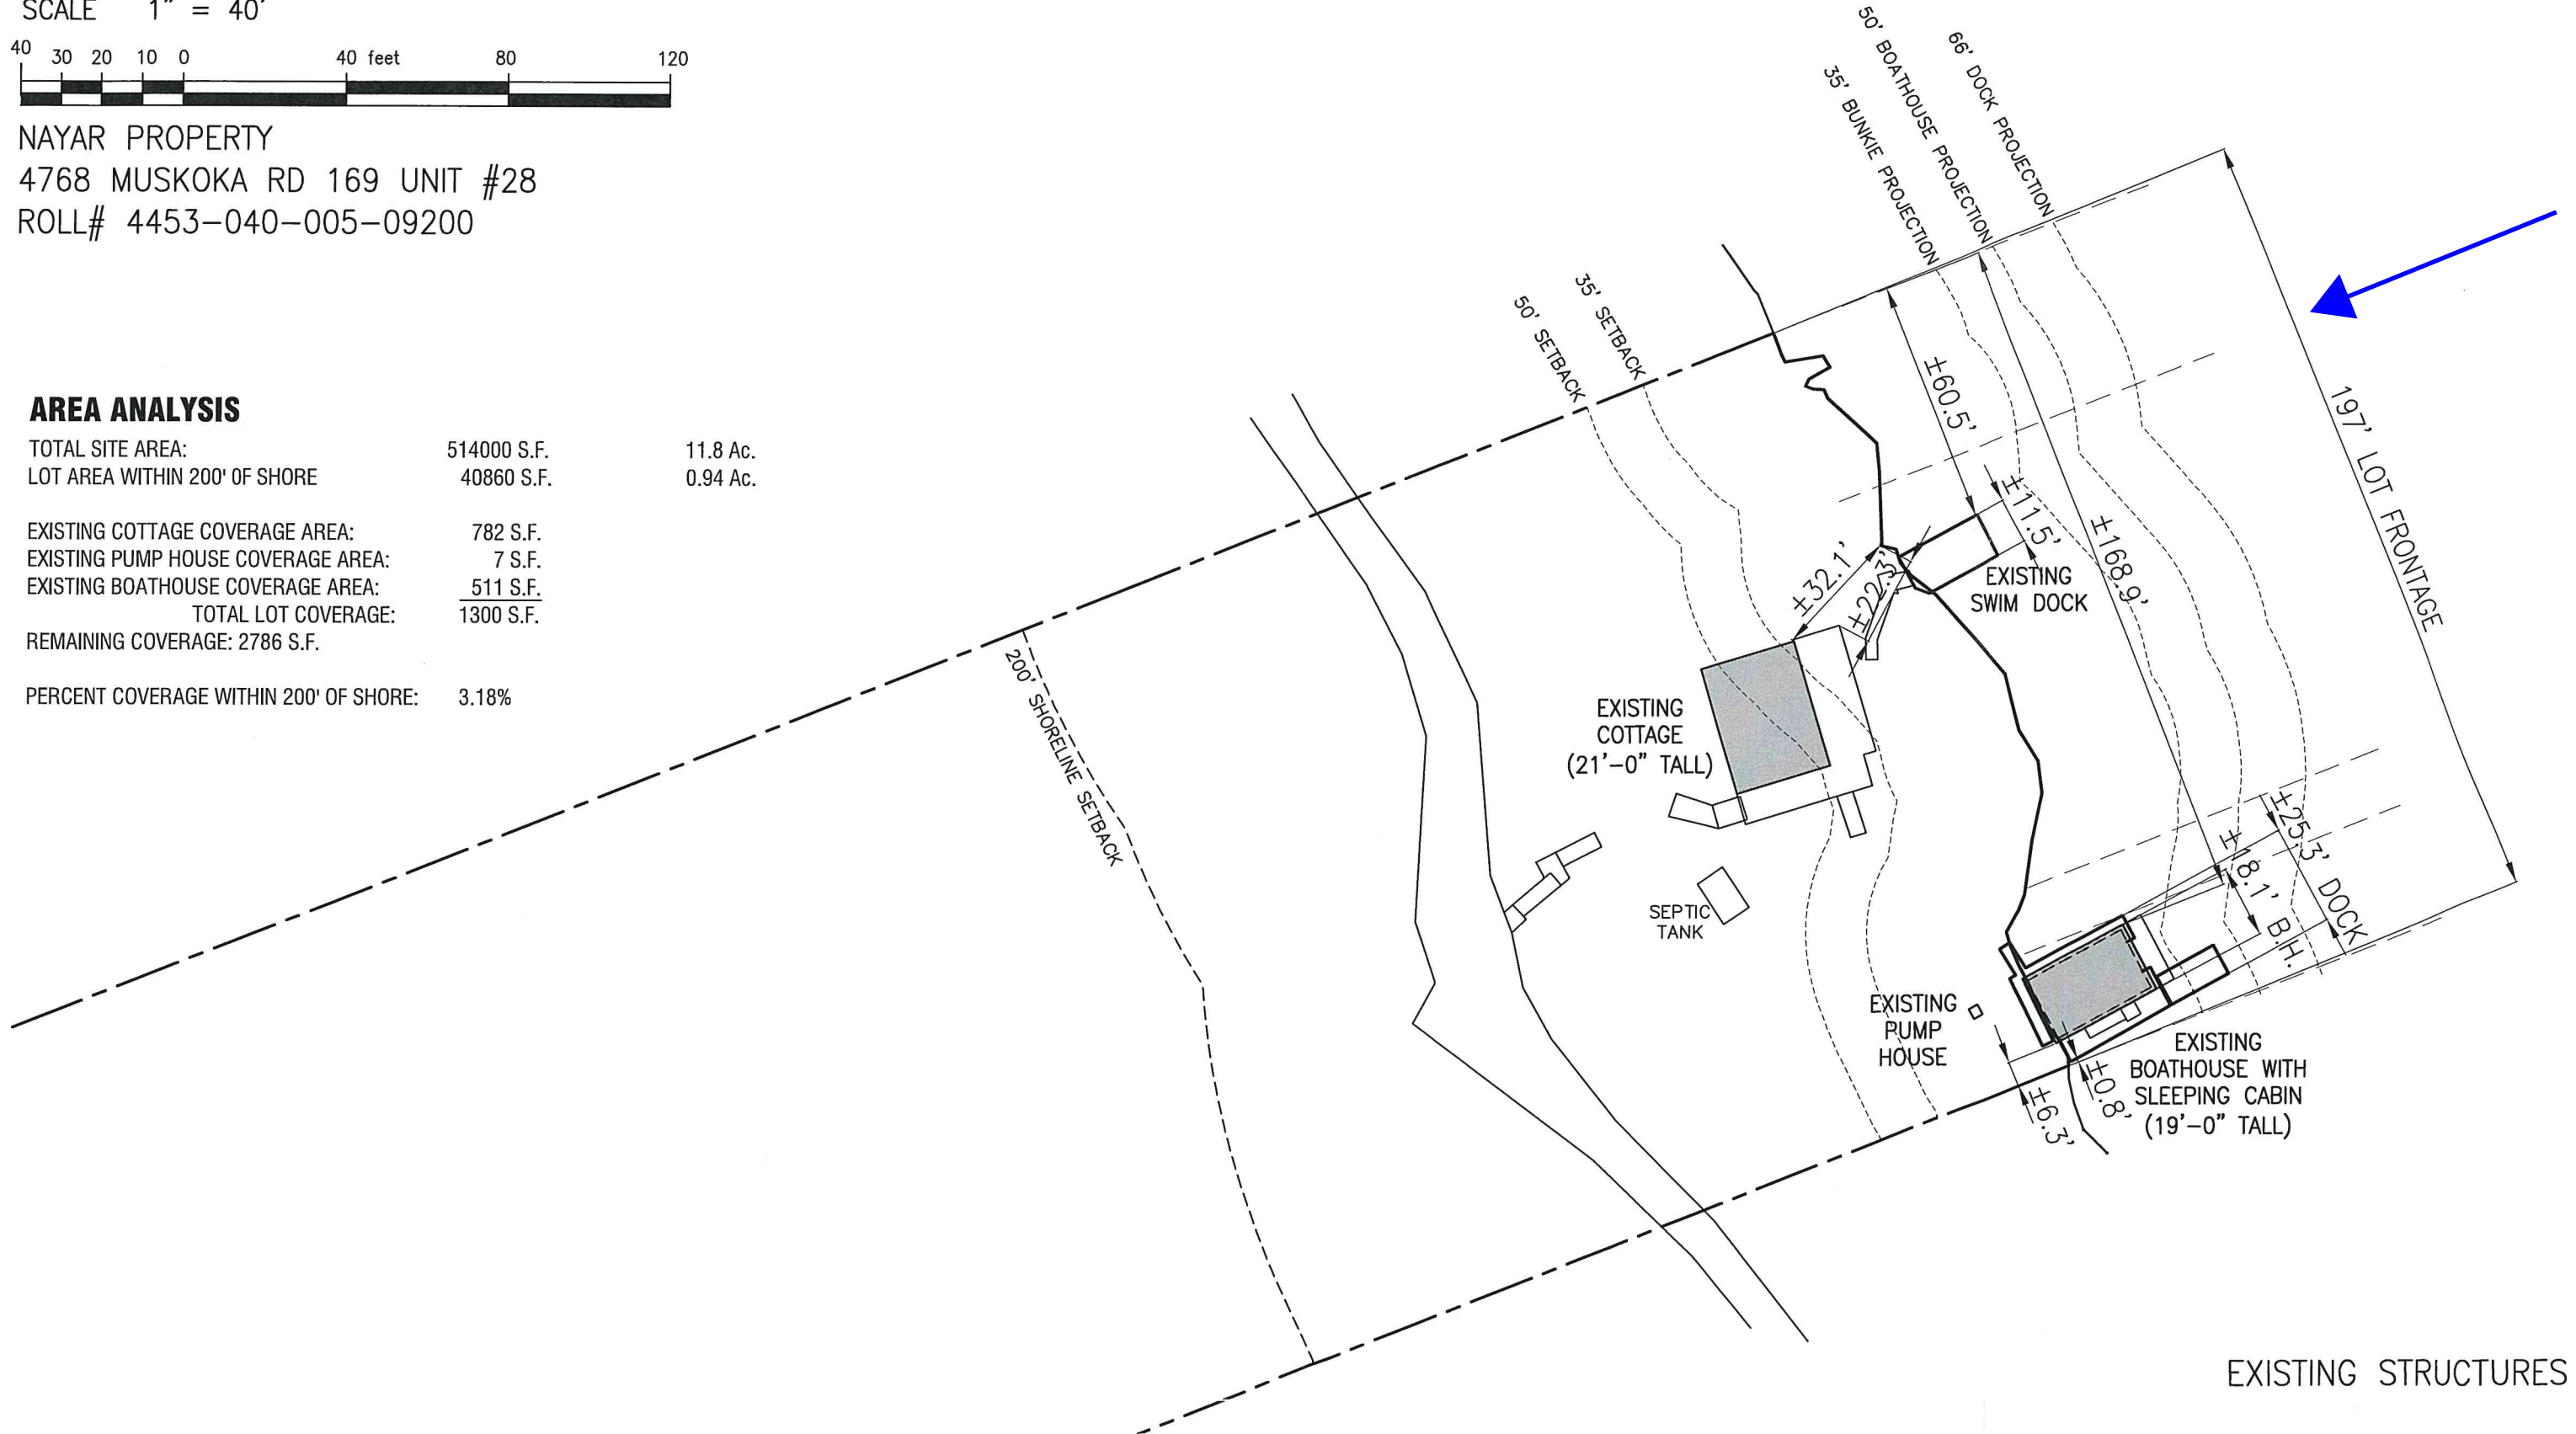 SCALE 1" = 40'
40 30 20 10 0 40 feet 80 120
NAYAR PROPERTY
4768 MUSKOKA RD 169 UNIT #28
ROLL# 4453-040-005-09200
AREA ANALYSIS
TOTAL SITE AREA: 514000 S.F. 11.8 Ac.
LOT AREA WITHIN 200' OF SHORE 40860 S.F. 0.94 Ac.
EXISTING COTTAGE COVERAGE AREA: 782 S.F.
EXISTING PUMP HOUSE COVERAGE AREA: 7 S.F.
EXISTING BOATHOUSE COVERAGE AREA: 511 S.F.
TOTAL LOT COVERAGE: 1300 S.F.
REMAINING COVERAGE: 2786 S.F.
PERCENT COVERAGE WITHIN 200' OF SHORE: 3.18%
200' SHORELINE SETBACK
50' SETBACK
35' SETBACK
35' BUNKIE PROJECTION
50' BOATHOUSE PROJECTION
66' DOCK PROJECTION
197' LOT FRONTAGE
±60.5'
±11.5'
±168.9'
±32.1'
±22.3'
EXISTING
SWIM DOCK
EXISTING
COTTAGE
(21'-0" TALL)
SEPTIC
TANK
±25.3' DOCK
±18.1' B.H.
EXISTING
PUMP
HOUSE
±6.3'
±0.8'
EXISTING
BOATHOUSE WITH
SLEEPING CABIN
(19'-0" TALL)
EXISTING STRUCTURES